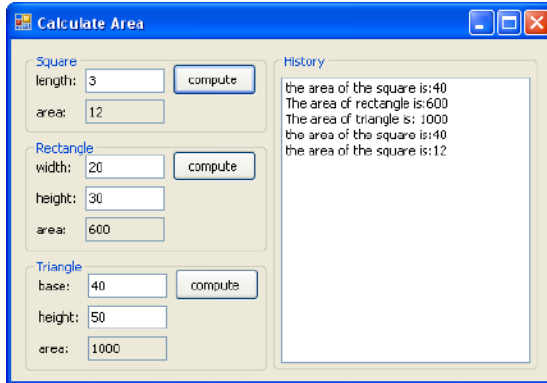 Calculate Area
Square
length: 3 compute
area: 12
Rectangle
width: 20 compute
height: 30
area: 600
Triangle
base: 40 compute
height: 50
area: 1000
History
the area of the square is:40
The area of rectangle is:600
The area of triangle is: 1000
the area of the square is:40
the area of the square is:12